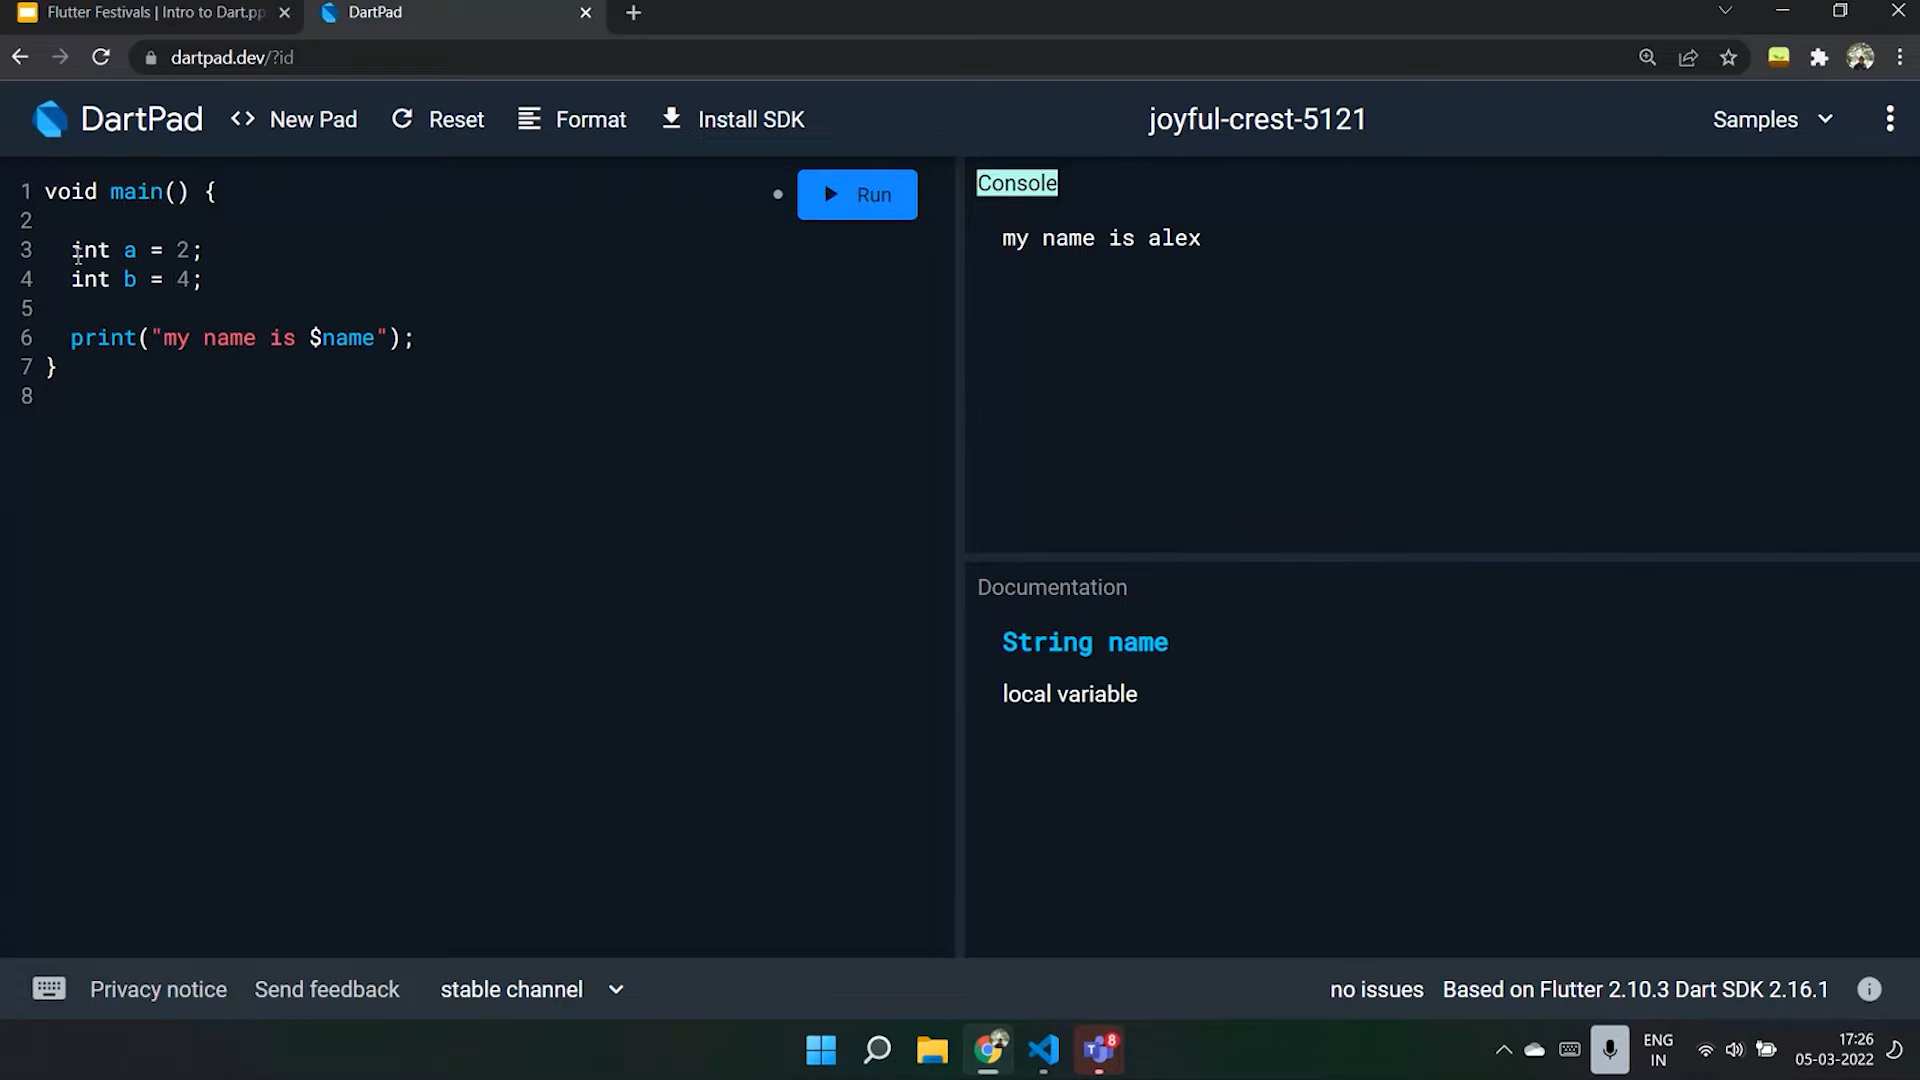 Flutter Festivals | Intro to Dart.pp
DartPad
dartpad.dev/?id
DartPad
<> New Pad
Reset
Format
Install SDK
joyful-crest-5121
Samples
1 void main() {
2
3 int a = 2;
4 int b = 4;
5
6 print("my name is $name");
7 }
8
Run
Console
my name is alex
Documentation
String name
local variable
Privacy notice
Send feedback
stable channel
no issues
Based on Flutter 2.10.3 Dart SDK 2.16.1
T
8
ENG
IN
17:26
05-03-2022